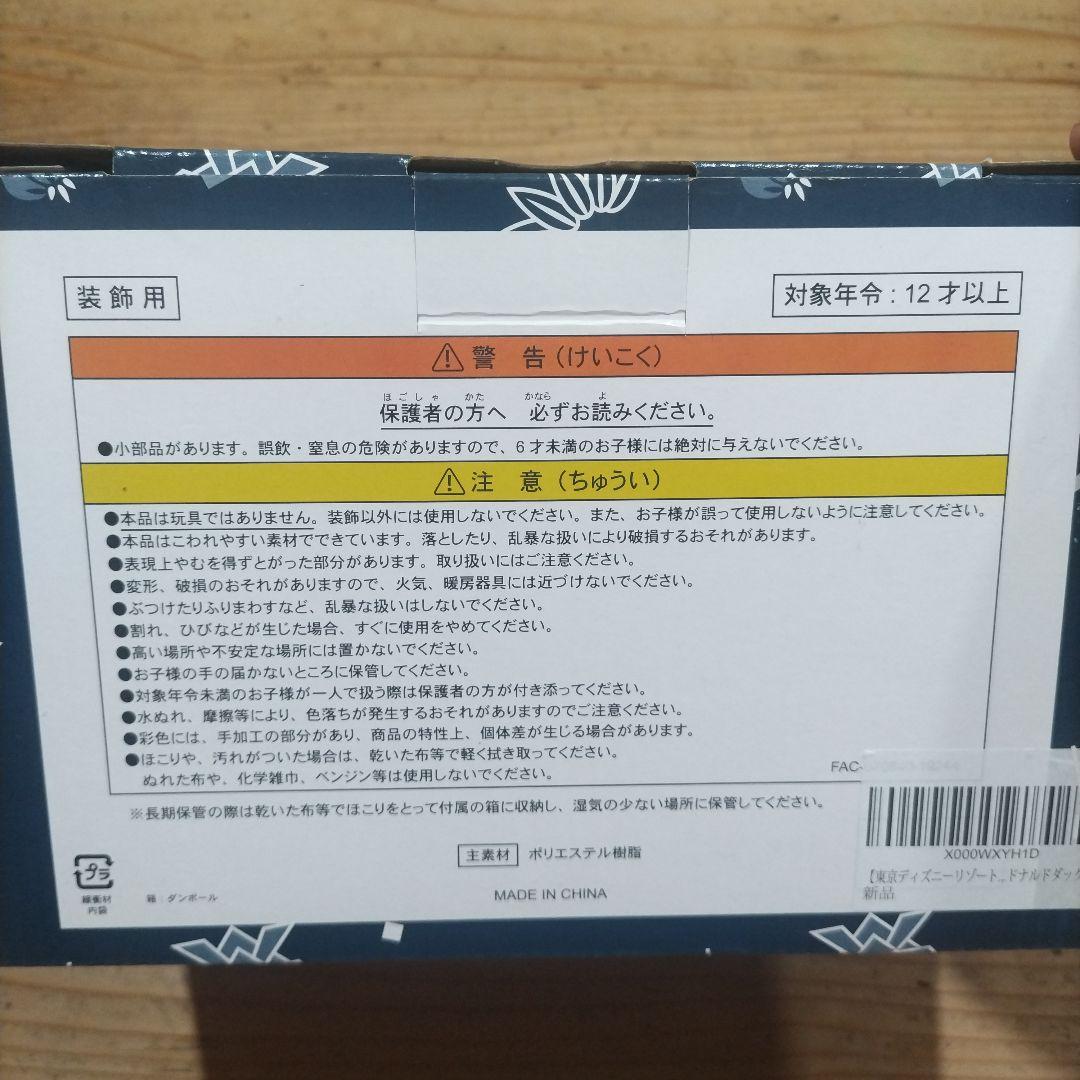 装飾用
対象年令：12才以上
⚠警　告（けいこく）
ほごしゃ かた かなら よ
保護者の方へ　必ずお読みください。
●小部品があります。誤飲・窒息の危険がありますので、６才未満のお子様には絶対に与えないでください。
⚠注　意（ちゅうい）
●本品は玩具ではありません。装飾以外には使用しないでください。また、お子様が誤って使用しないように注意してください。
●本品はこわれやすい素材でできています。落としたり、乱暴な扱いにより破損するおそれがあります。
●表現上やむを得ずとがった部分があります。取り扱いにはご注意ください。
●変形、破損のおそれがありますので、火気、暖房器具には近づけないでください。
●ぶつけたりふりまわすなど、乱暴な扱いはしないでください。
●割れ、ひびなどが生じた場合、すぐに使用をやめてください。
●高い場所や不安定な場所には置かないでください。
●お子様の手の届かないところに保管してください。
●対象年令未満のお子様が一人で扱う際は保護者の方が付き添ってください。
●水ぬれ、摩擦等により、色落ちが発生するおそれがありますのでご注意ください。
●彩色には、手加工の部分があり、商品の特性上、個体差が生じる場合があります。
●ほこりや、汚れがついた場合は、乾いた布等で軽く拭き取ってください。
ぬれた布や、化学雑巾、ベンジン等は使用しないでください。
FAC-
※長期保管の際は乾いた布等でほこりをとって付属の箱に収納し、湿気の少ない場所に保管してください。
主素材 ポリエステル樹脂
MADE IN CHINA
プラ
緩衝材
内袋
箱：ダンボール
X000WXYH1D
【東京ディズニーリゾート...ドナルドダック
新品